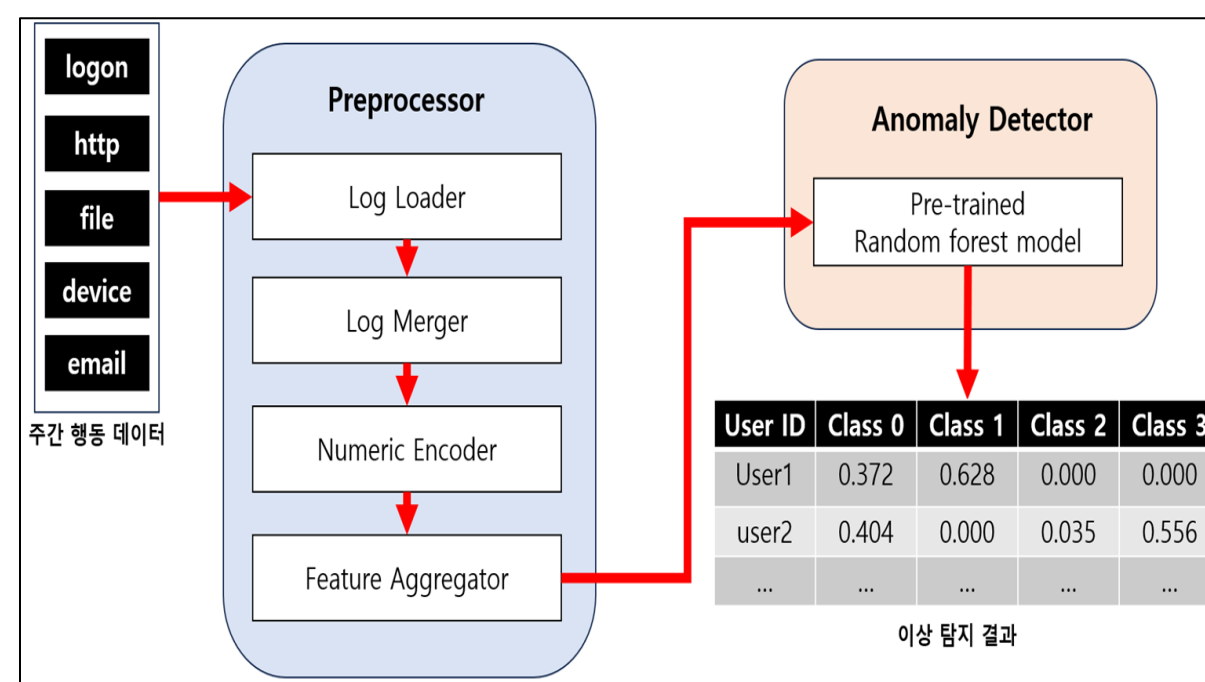 logon
http
file
device
email
주간 행동 데이터
Preprocessor
Log Loader
Log Merger
Numeric Encoder
Feature Aggregator
Anomaly Detector
Pre-trained
Random forest model
User ID Class 0 Class 1 Class 2 Class 3
User1 0.372 0.628 0.000 0.000
user2 0.404 0.000 0.035 0.556
... ... ... ... ...
이상 탐지 결과